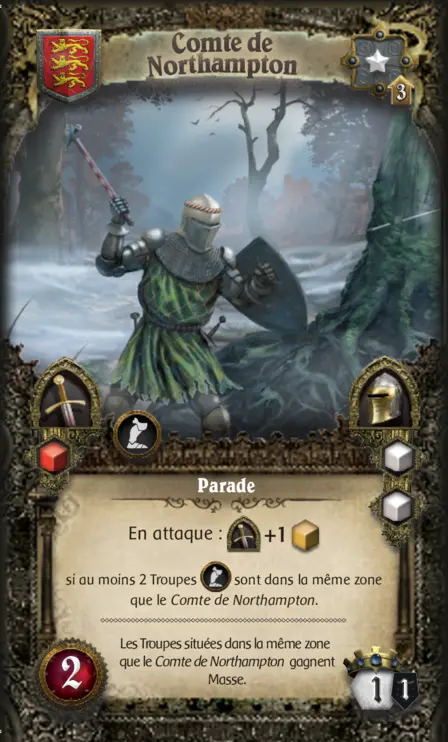 Comte de
Northampton
3
Parade
En attaque : +1
si au moins 2 Troupes sont dans la même zone
que le Comte de Northampton.
Les Troupes situées dans la même zone
que le Comte de Northampton gagnent
Masse.
2
1 1